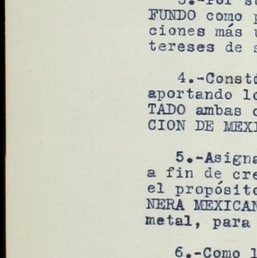 FUNDO como
ciones más
tereses de
4.-Const
aportando
TADO ambas
CION DE MEX
5.-Asigna
a fin de
el propósito
NERA MEXICAN
metal, para
6.-Como